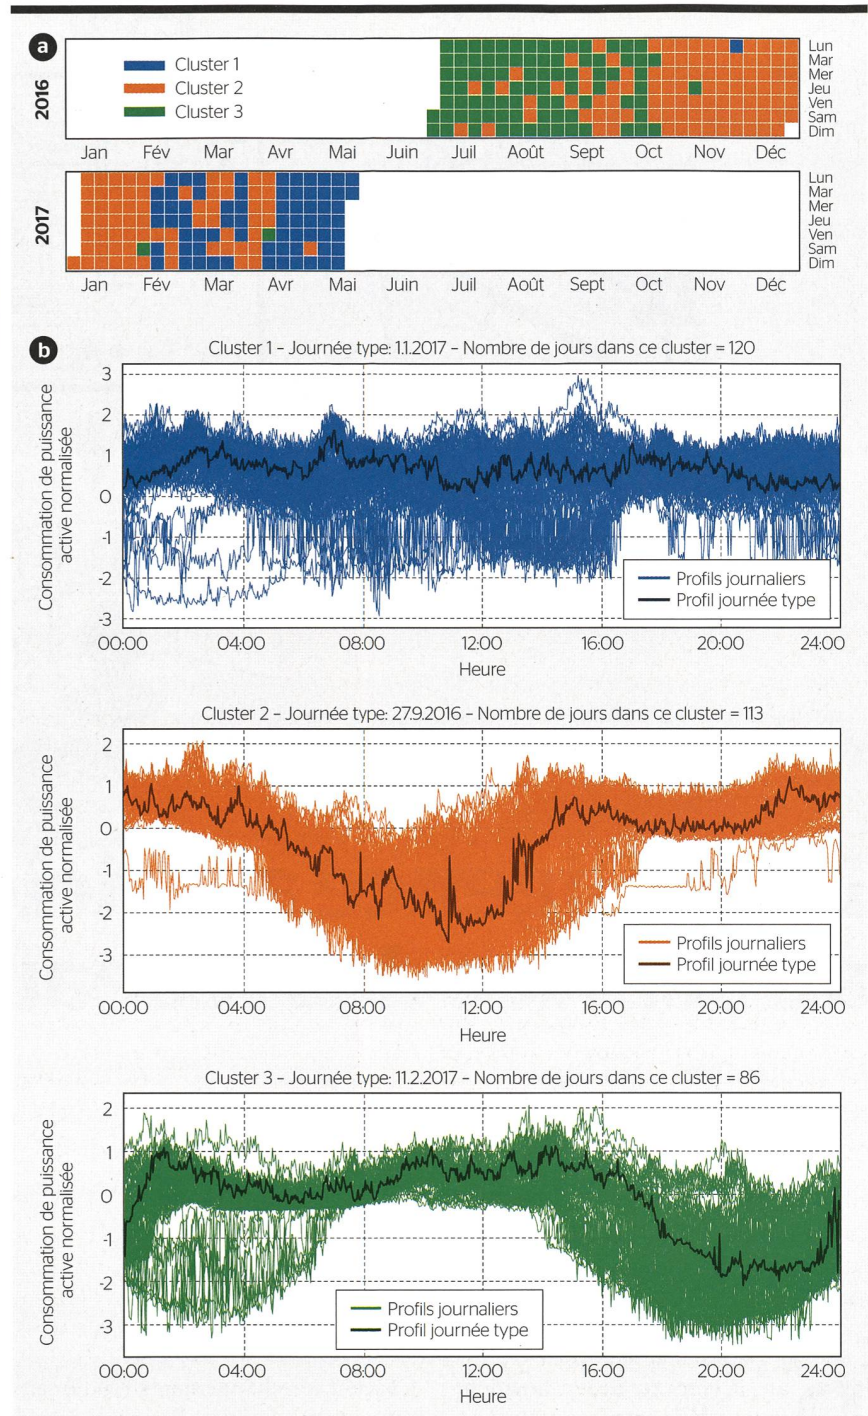 a
2016
Cluster 1
Cluster 2
Cluster 3
Lun
Mar
Mer
Jeu
Ven
Sam
Dim
Jan Fév Mar Avr Mai Juin Juil Août Sept Oct Nov Déc
2017
Lun
Mar
Mer
Jeu
Ven
Sam
Dim
Jan Fév Mar Avr Mai Juin Juil Août Sept Oct Nov Déc
b
Cluster 1 – Journée type: 1.1.2017 – Nombre de jours dans ce cluster = 120
Consommation de puissance
active normalisée
3
2
1
0
-1
-2
-3
Profils journaliers
Profil journée type
00:00 04:00 08:00 12:00 16:00 20:00 24:00
Heure
Cluster 2 – Journée type: 27.9.2016 – Nombre de jours dans ce cluster = 113
Consommation de puissance
active normalisée
2
1
0
-1
-2
-3
Profils journaliers
Profil journée type
00:00 04:00 08:00 12:00 16:00 20:00 24:00
Heure
Cluster 3 – Journée type: 11.2.2017 – Nombre de jours dans ce cluster = 86
Consommation de puissance
active normalisée
2
1
0
-1
-2
-3
Profils journaliers
Profil journée type
00:00 04:00 08:00 12:00 16:00 20:00 24:00
Heure